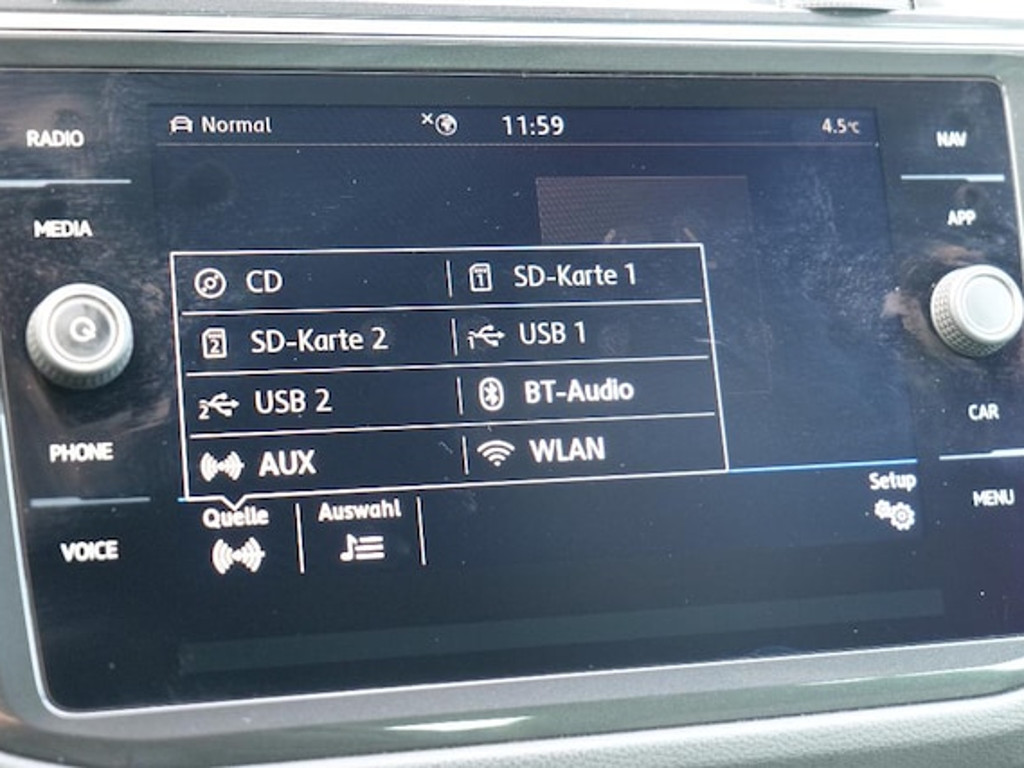 RADIO
MEDIA
PHONE
VOICE
Normal 11:59 4.5°C
CD SD-Karte 1
SD-Karte 2 USB 1
USB 2 BT-Audio
AUX WLAN
Quelle Auswahl Setup
NAV
APP
CAR
MENU